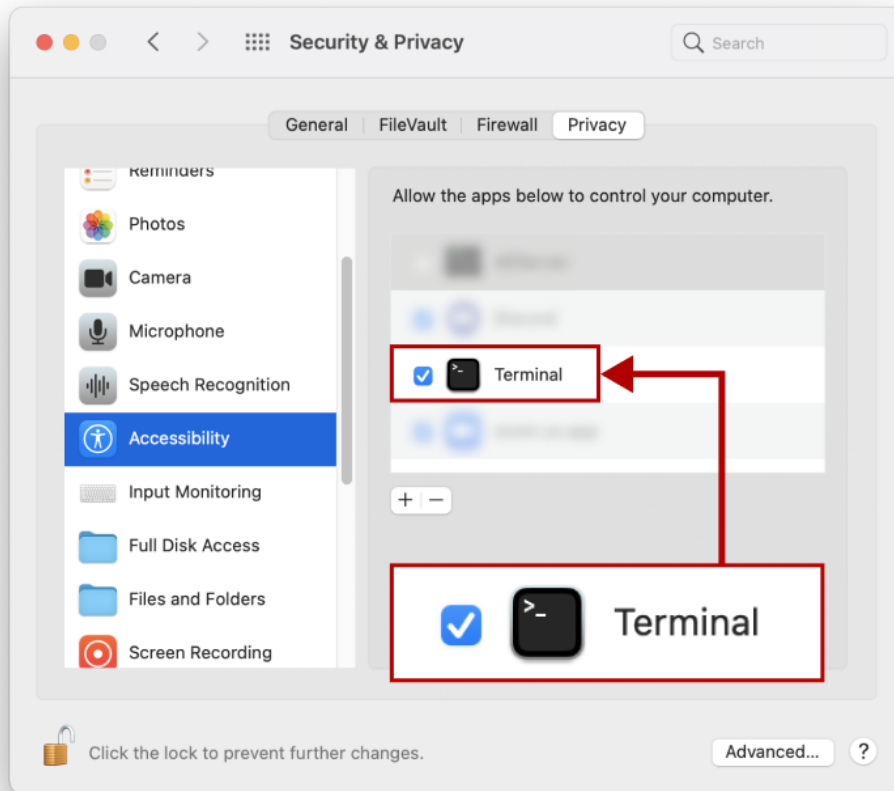 Security & Privacy
Search
General
FileVault
Firewall
Privacy
Reminders
Photos
Camera
Microphone
Speech Recognition
Accessibility
Input Monitoring
Full Disk Access
Files and Folders
Screen Recording
Allow the apps below to control your computer.
>_ Terminal
+ −
>_ Terminal
Click the lock to prevent further changes.
Advanced...
?